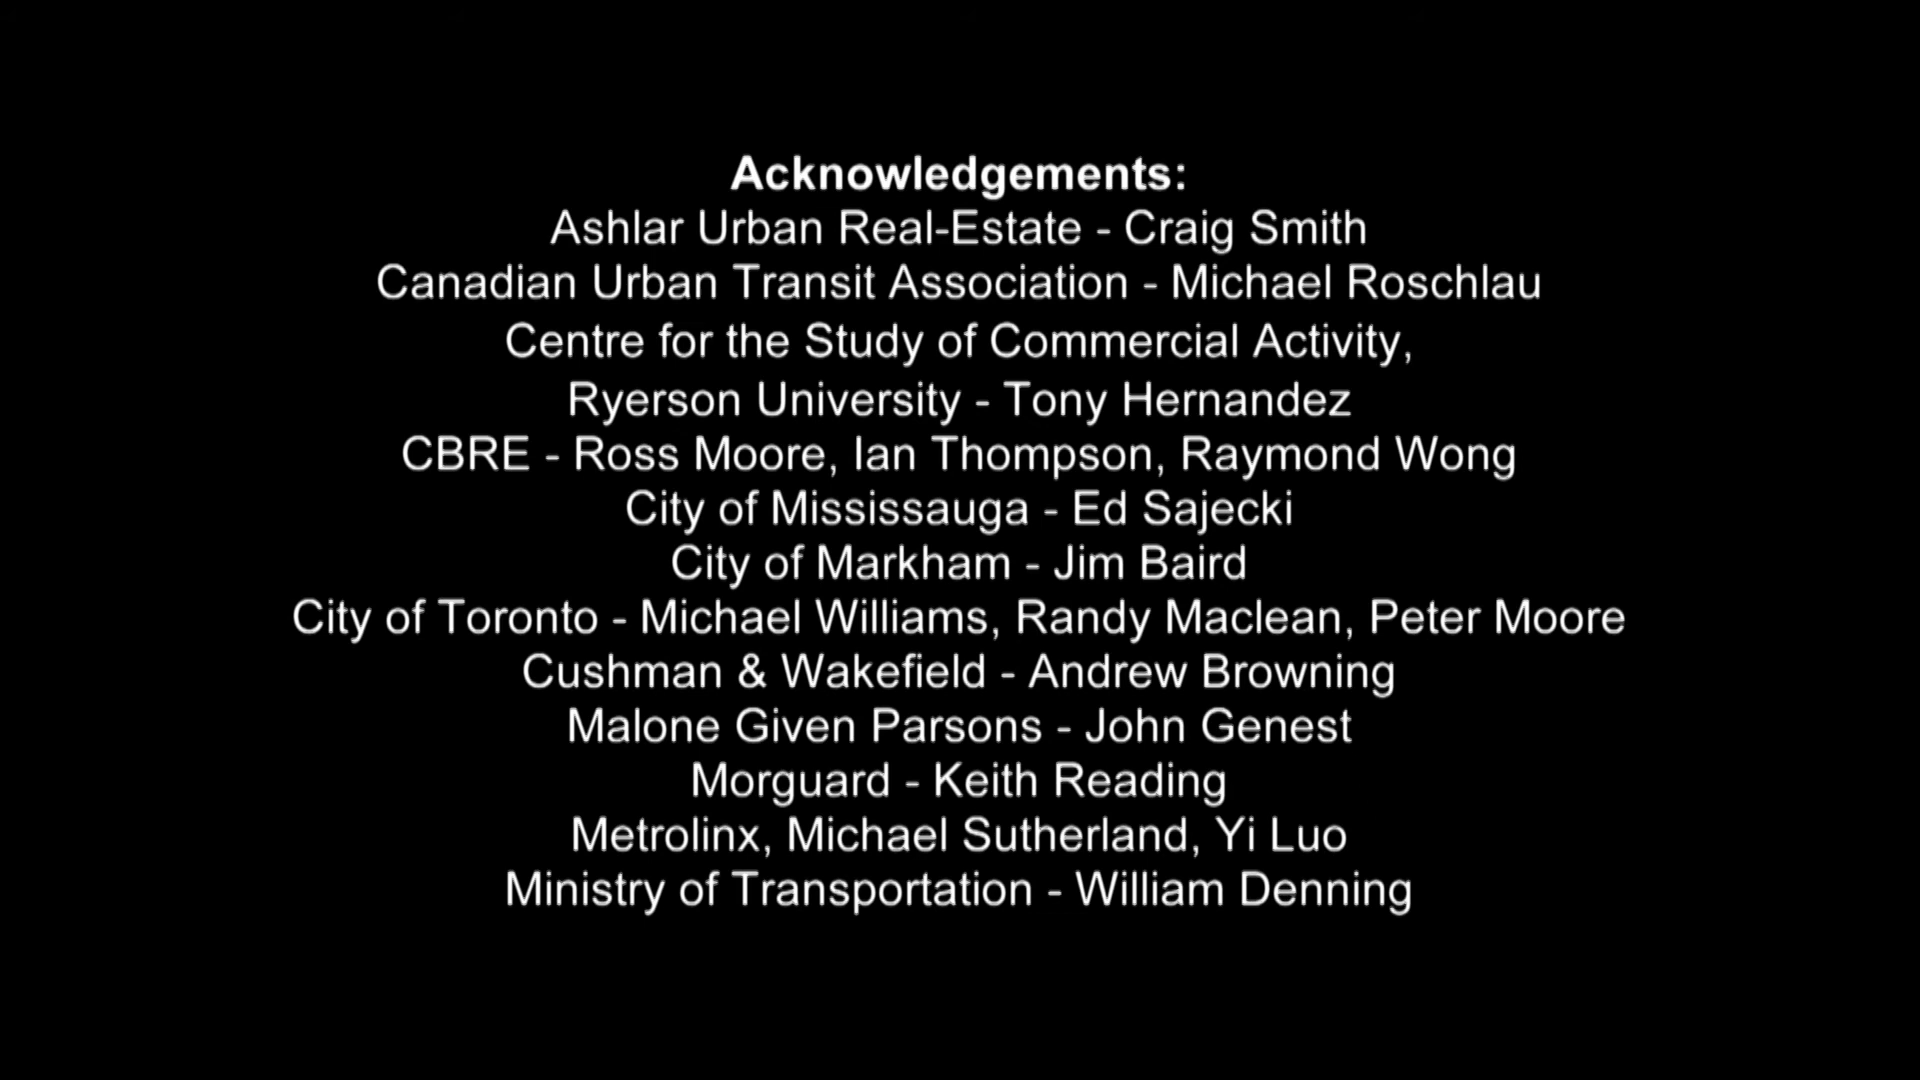 Acknowledgements:
Ashlar Urban Real-Estate - Craig Smith
Canadian Urban Transit Association - Michael Roschlau
Centre for the Study of Commercial Activity,
Ryerson University - Tony Hernandez
CBRE - Ross Moore, Ian Thompson, Raymond Wong
City of Mississauga - Ed Sajecki
City of Markham - Jim Baird
City of Toronto - Michael Williams, Randy Maclean, Peter Moore
Cushman & Wakefield - Andrew Browning
Malone Given Parsons - John Genest
Morguard - Keith Reading
Metrolinx, Michael Sutherland, Yi Luo
Ministry of Transportation - William Denning